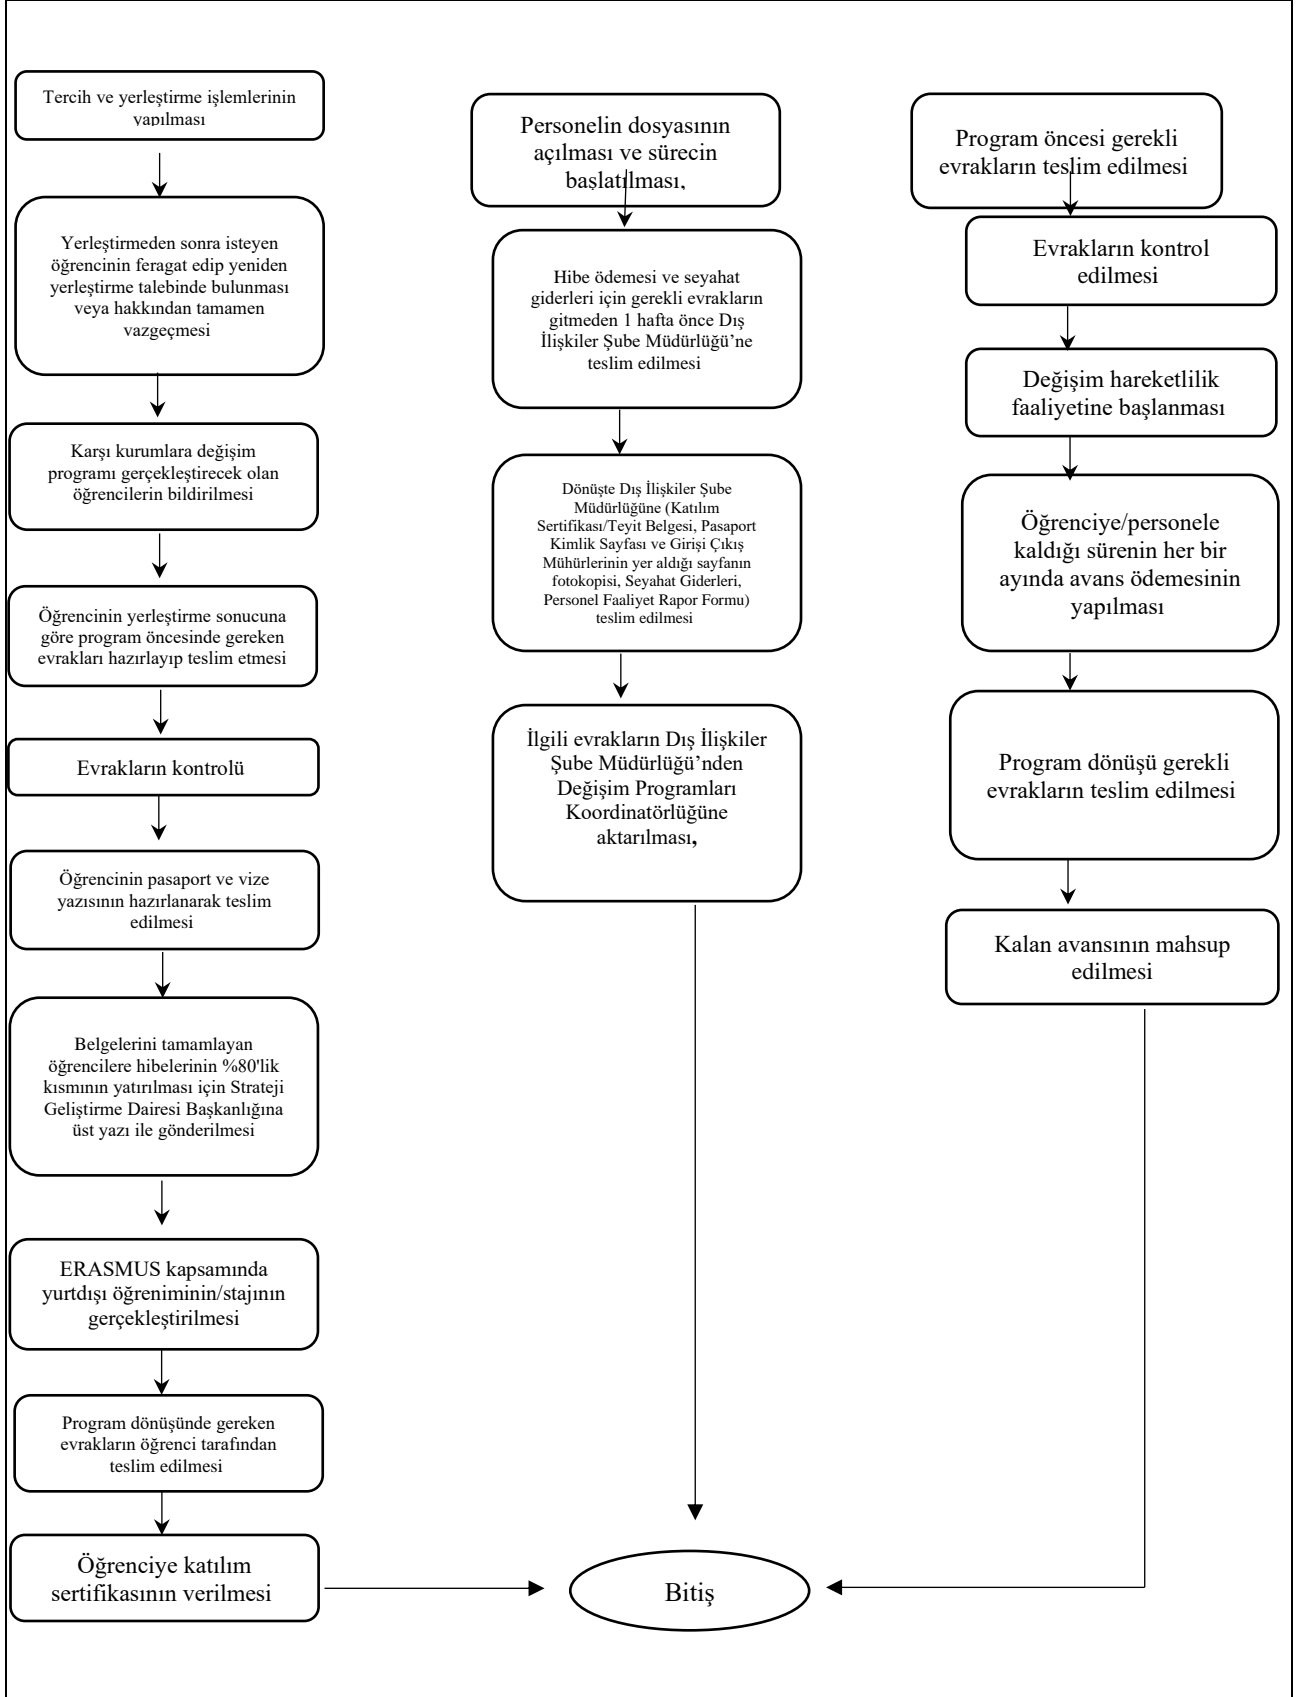 Tercih ve yerleştirme işlemlerinin
yapılması
Yerleştirmeden sonra isteyen
öğrencinin feragat edip yeniden
yerleştirme talebinde bulunması
veya hakkından tamamen
vazgeçmesi
Karşı kurumlara değişim
programı gerçekleştirecek olan
öğrencilerin bildirilmesi
Öğrencinin yerleştirme sonucuna
göre program öncesinde gereken
evrakları hazırlayıp teslim etmesi
Evrakların kontrolü
Öğrencinin pasaport ve vize
yazısının hazırlanarak teslim
edilmesi
Belgelerini tamamlayan
öğrencilere hibelerinin %80'lik
kısmının yatırılması için Strateji
Geliştirme Dairesi Başkanlığına
üst yazı ile gönderilmesi
ERASMUS kapsamında
yurtdışı öğreniminin/stajının
gerçekleştirilmesi
Program dönüşünde gereken
evrakların öğrenci tarafından
teslim edilmesi
Öğrenciye katılım
sertifikasının verilmesi
Personelin dosyasının
açılması ve sürecin
başlatılması,
Hibe ödemesi ve seyahat
giderleri için gerekli evrakların
gitmeden 1 hafta önce Dış
İlişkiler Şube Müdürlüğü’ne
teslim edilmesi
Dönüşte Dış İlişkiler Şube
Müdürlüğüne (Katılım
Sertifikası/Teyit Belgesi, Pasaport
Kimlik Sayfası ve Girişi Çıkış
Mühürlerinin yer aldığı sayfanın
fotokopisi, Seyahat Giderleri,
Personel Faaliyet Rapor Formu)
teslim edilmesi
İlgili evrakların Dış İlişkiler
Şube Müdürlüğü’nden
Değişim Programları
Koordinatörlüğüne
aktarılması,
Program öncesi gerekli
evrakların teslim edilmesi
Evrakların kontrol
edilmesi
Değişim hareketlilik
faaliyetine başlanması
Öğrenciye/personele
kaldığı sürenin her bir
ayında avans ödemesinin
yapılması
Program dönüşü gerekli
evrakların teslim edilmesi
Kalan avansının mahsup
edilmesi
Bitiş